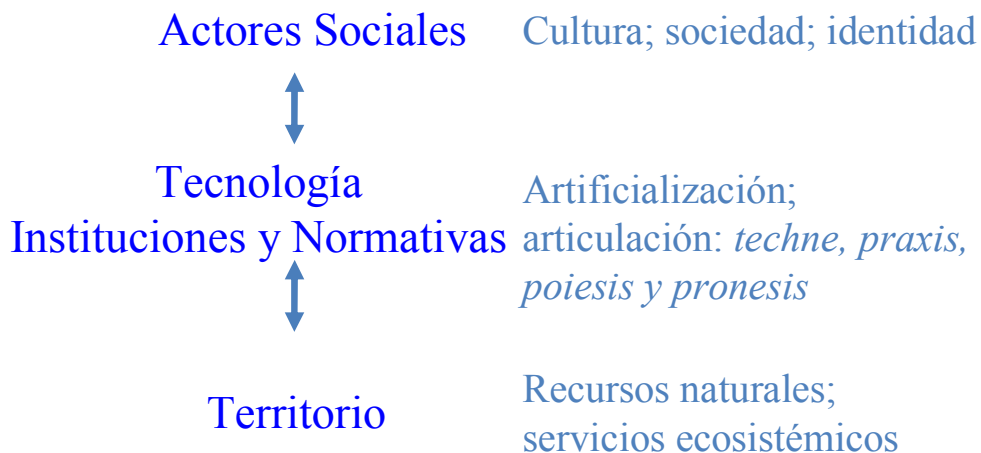 Actores Sociales
Cultura; sociedad; identidad
Tecnología
Instituciones y Normativas
Artificialización;
articulación: techne, praxis,
poiesis y pronesis
Territorio
Recursos naturales;
servicios ecosistémicos